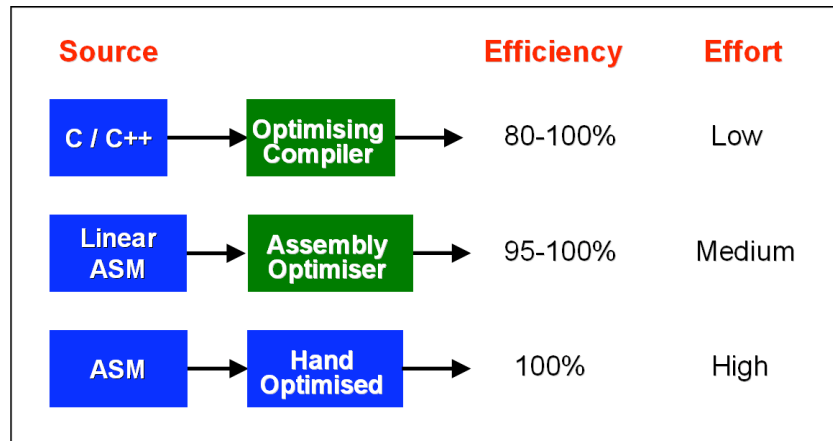 Source Efficiency Effort
C / C++ Optimising Compiler 80-100% Low
Linear ASM Assembly Optimiser 95-100% Medium
ASM Hand Optimised 100% High